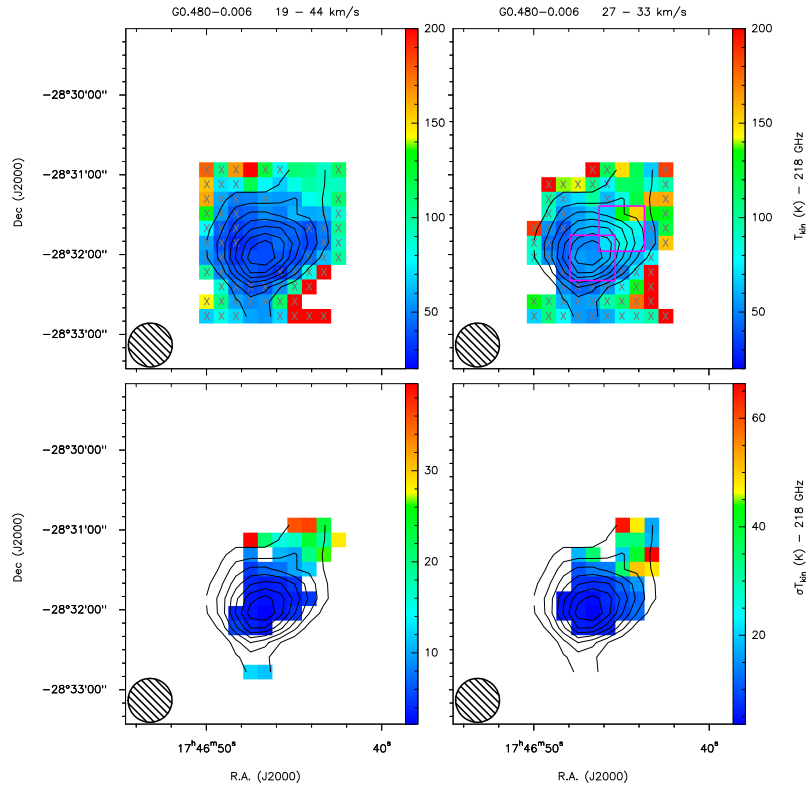 G0.480-0.006 19 - 44 km/s
G0.480-0.006 27 - 33 km/s
200
150
100
50
200
150
100
50
-28°30'00''
-28°31'00''
-28°32'00''
-28°33'00''
Dec (J2000)
T_kin (K) - 218 GHz
30
20
10
60
40
20
-28°30'00''
-28°31'00''
-28°32'00''
-28°33'00''
Dec (J2000)
σT_kin (K) - 218 GHz
17ʰ46ᵐ50ˢ 40ˢ
17ʰ46ᵐ50ˢ 40ˢ
R.A. (J2000)
R.A. (J2000)